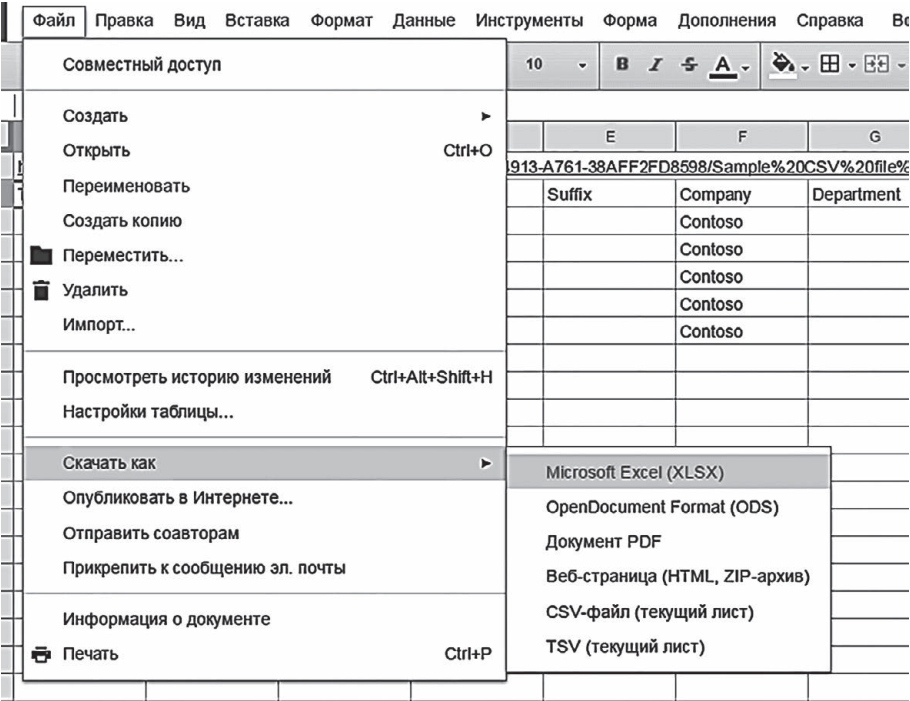 Файл Правка Вид Вставка Формат Данные Инструменты Форма Дополнения Справка
Совместный доступ
10 B I S A
Создать
Открыть Ctrl+O
Переименовать
Создать копию
Переместить...
Удалить
Импорт...
Просмотреть историю изменений Ctrl+Alt+Shift+H
Настройки таблицы...
Скачать как
Опубликовать в Интернете...
Отправить соавторам
Прикрепить к сообщению эл. почты
Информация о документе
Печать Ctrl+P
E F G
913-A761-38AFF2FD8598/Sample%20CSV%20file%
Suffix Company Department
Contoso
Contoso
Contoso
Contoso
Contoso
Microsoft Excel (XLSX)
OpenDocument Format (ODS)
Документ PDF
Веб-страница (HTML, ZIP-архив)
CSV-файл (текущий лист)
TSV (текущий лист)